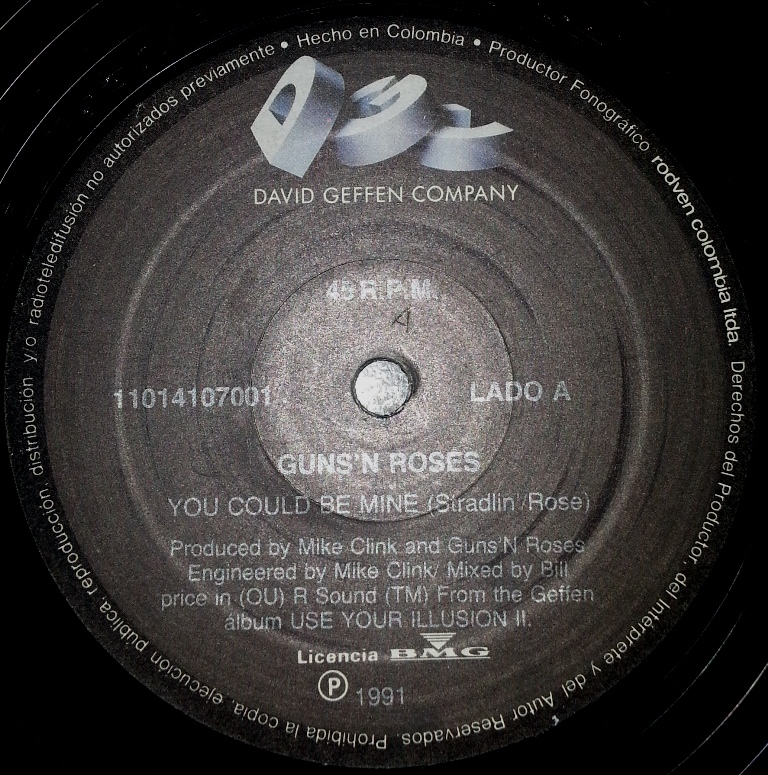 Hecho en Colombia • Productor Fonográfico rodven colombia ltda. Derechos del Productor, del Intérprete y del Autor Reservados. Prohibida la copia, ejecución pública, reproducción, distribución y/o radioteledifusión no autorizados previamente •
DGC
DAVID GEFFEN COMPANY
45 R.P.M.
A
11014107001
LADO A
GUNS'N ROSES
YOU COULD BE MINE (Stradlin'/Rose)
Produced by Mike Clink and Guns'N Roses
Engineered by Mike Clink/ Mixed by Bill
price in (OU) R Sound (TM) From the Geffen
álbum USE YOUR ILLUSION II.
Licencia BMG
Ⓟ 1991